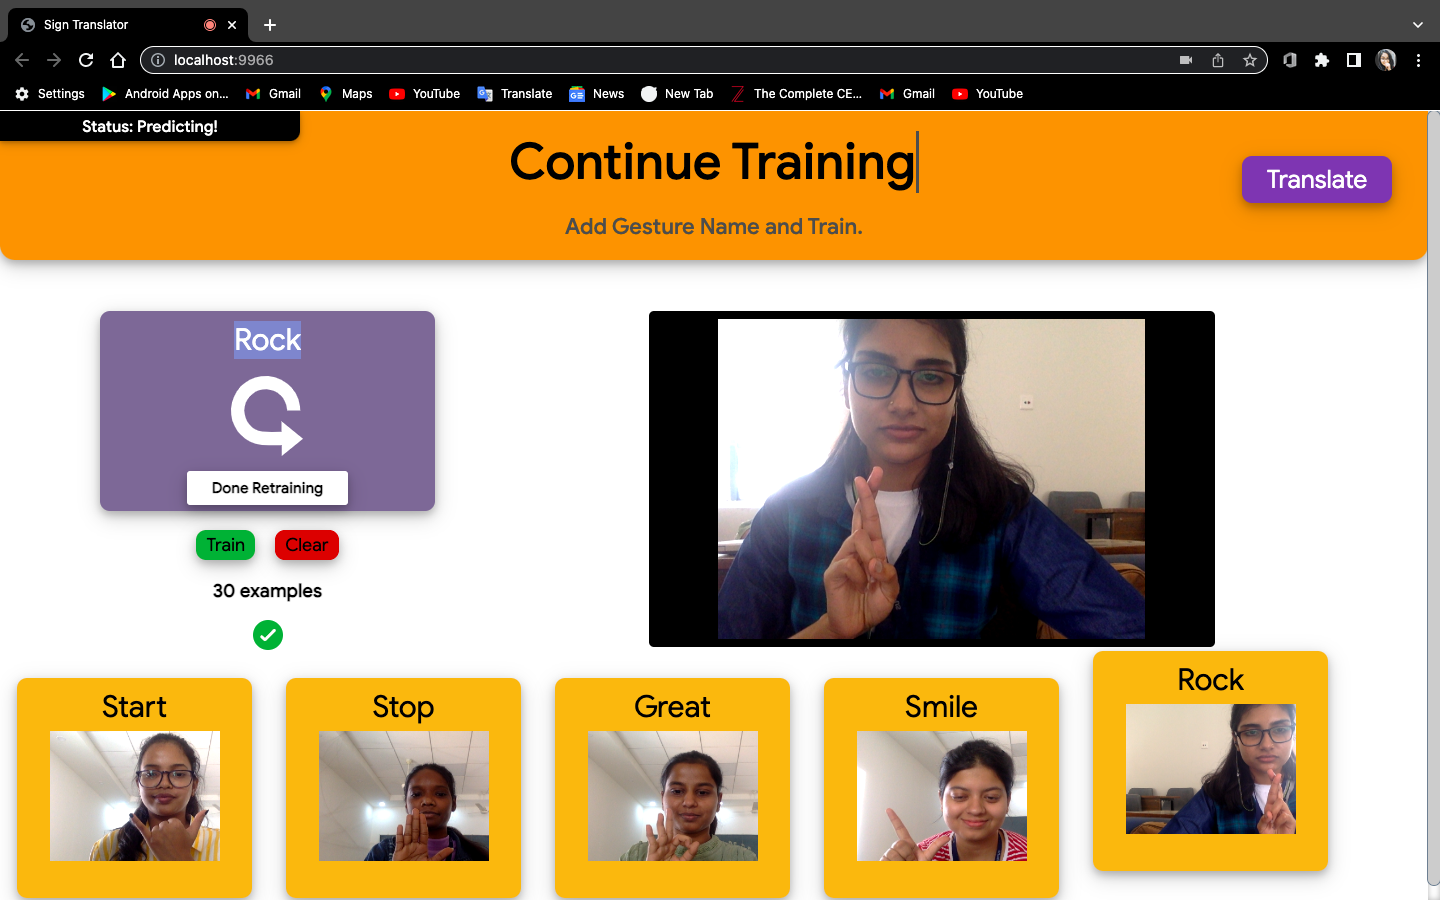 Sign Translator
localhost:9966
Settings
Android Apps on...
Gmail
Maps
YouTube
Translate
News
New Tab
The Complete CE...
Gmail
YouTube
Status: Predicting!
Continue Training
Translate
Add Gesture Name and Train.
Rock
Done Retraining
Train
Clear
30 examples
Start
Stop
Great
Smile
Rock